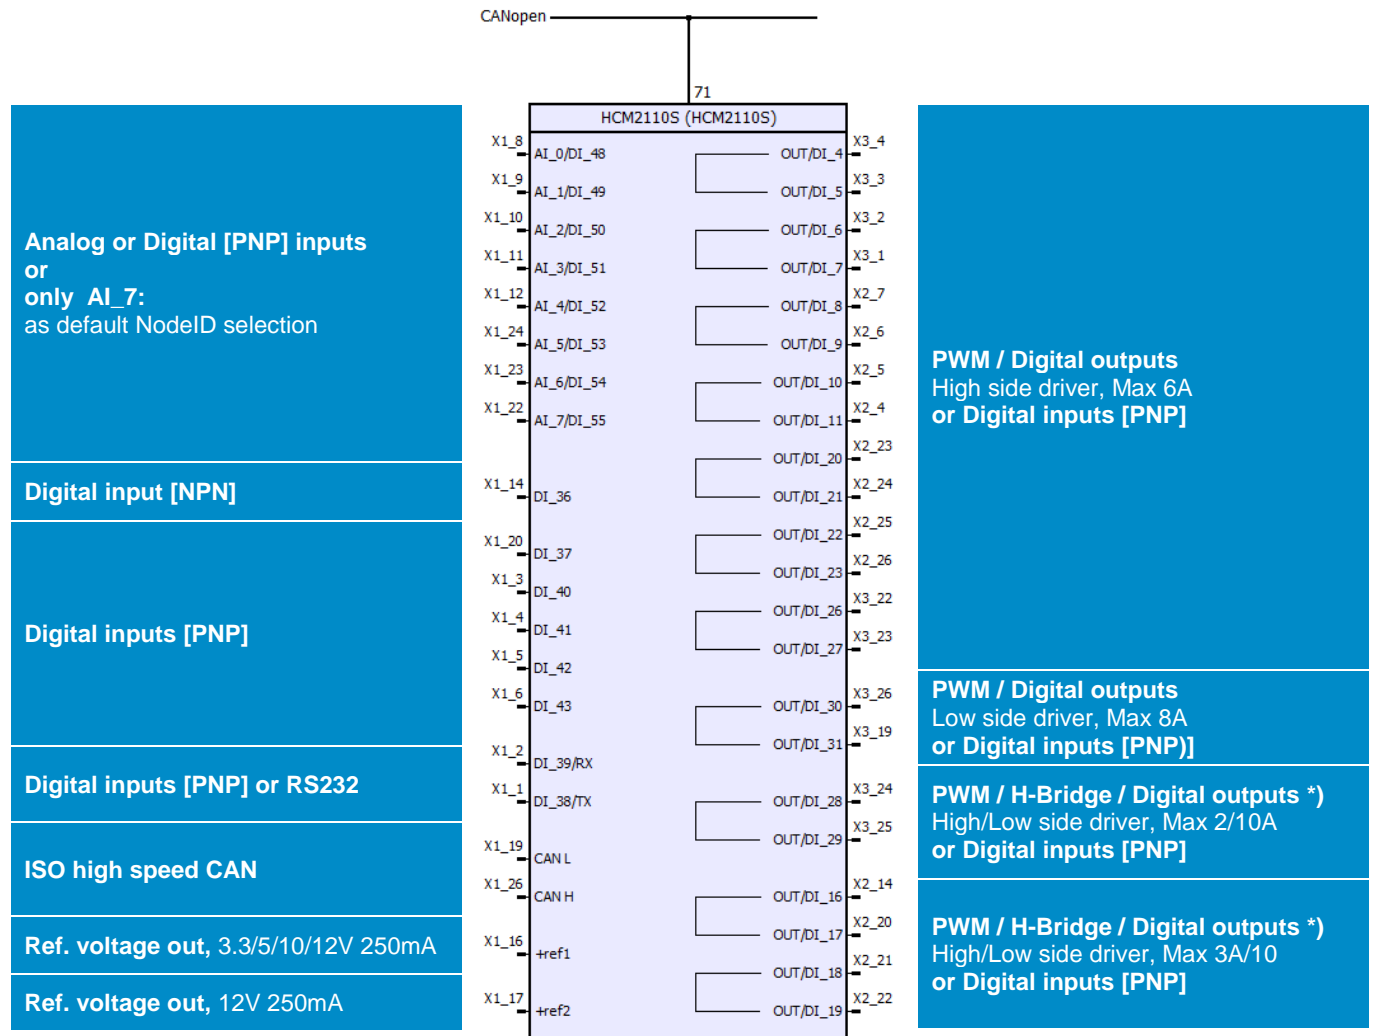 CANopen
71
HCM2110S (HCM2110S)
Analog or Digital [PNP] inputs
or
only AI_7:
as default NodeID selection
Digital input [NPN]
Digital inputs [PNP]
Digital inputs [PNP] or RS232
ISO high speed CAN
Ref. voltage out, 3.3/5/10/12V 250mA
Ref. voltage out, 12V 250mA
X1_8 AI_0/DI_48
X1_9 AI_1/DI_49
X1_10 AI_2/DI_50
X1_11 AI_3/DI_51
X1_12 AI_4/DI_52
X1_24 AI_5/DI_53
X1_23 AI_6/DI_54
X1_22 AI_7/DI_55
X1_14 DI_36
X1_20 DI_37
X1_3 DI_40
X1_4 DI_41
X1_5 DI_42
X1_6 DI_43
X1_2 DI_39/RX
X1_1 DI_38/TX
X1_19 CAN L
X1_26 CAN H
X1_16 +ref1
X1_17 +ref2
OUT/DI_4 X3_4
OUT/DI_5 X3_3
OUT/DI_6 X3_2
OUT/DI_7 X3_1
OUT/DI_8 X2_7
OUT/DI_9 X2_6
OUT/DI_10 X2_5
OUT/DI_11 X2_4
OUT/DI_20 X2_23
OUT/DI_21 X2_24
OUT/DI_22 X2_25
OUT/DI_23 X2_26
OUT/DI_26 X3_22
OUT/DI_27 X3_23
OUT/DI_30 X3_26
OUT/DI_31 X3_19
OUT/DI_28 X3_24
OUT/DI_29 X3_25
OUT/DI_16 X2_14
OUT/DI_17 X2_20
OUT/DI_18 X2_21
OUT/DI_19 X2_22
PWM / Digital outputs
High side driver, Max 6A
or Digital inputs [PNP]
PWM / Digital outputs
Low side driver, Max 8A
or Digital inputs [PNP)]
PWM / H-Bridge / Digital outputs *)
High/Low side driver, Max 2/10A
or Digital inputs [PNP]
PWM / H-Bridge / Digital outputs *)
High/Low side driver, Max 3A/10
or Digital inputs [PNP]